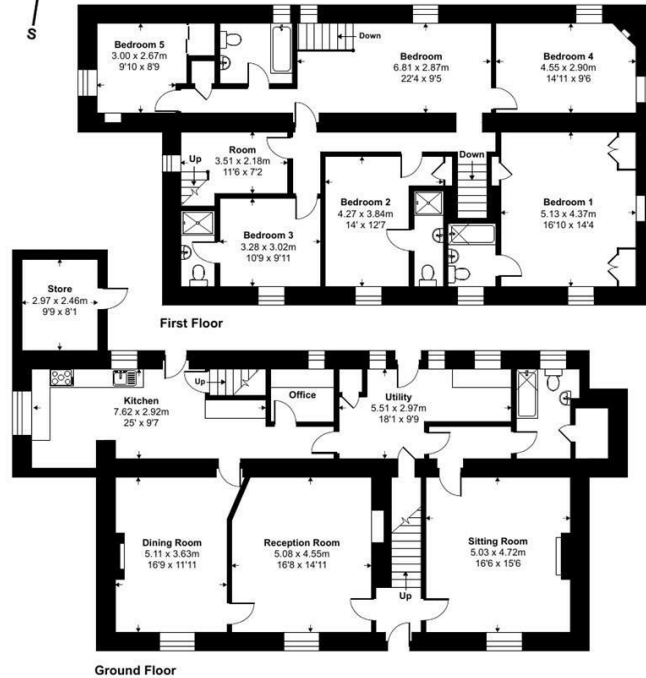 S
Bedroom 5
3.00 x 2.67m
9'10 x 8'9
Down
Bedroom
6.81 x 2.87m
22'4 x 9'5
Bedroom 4
4.55 x 2.90m
14'11 x 9'6
Up
Room
3.51 x 2.18m
11'6 x 7'2
Down
Bedroom 3
3.28 x 3.02m
10'9 x 9'11
Bedroom 2
4.27 x 3.84m
14' x 12'7
Bedroom 1
5.13 x 4.37m
16'10 x 14'4
Store
2.97 x 2.46m
9'9 x 8'1
First Floor
Kitchen
7.62 x 2.92m
25' x 9'7
Up
Office
Utility
5.51 x 2.97m
18'1 x 9'9
Dining Room
5.11 x 3.63m
16'9 x 11'11
Reception Room
5.08 x 4.55m
16'8 x 14'11
Up
Sitting Room
5.03 x 4.72m
16'6 x 15'6
Ground Floor